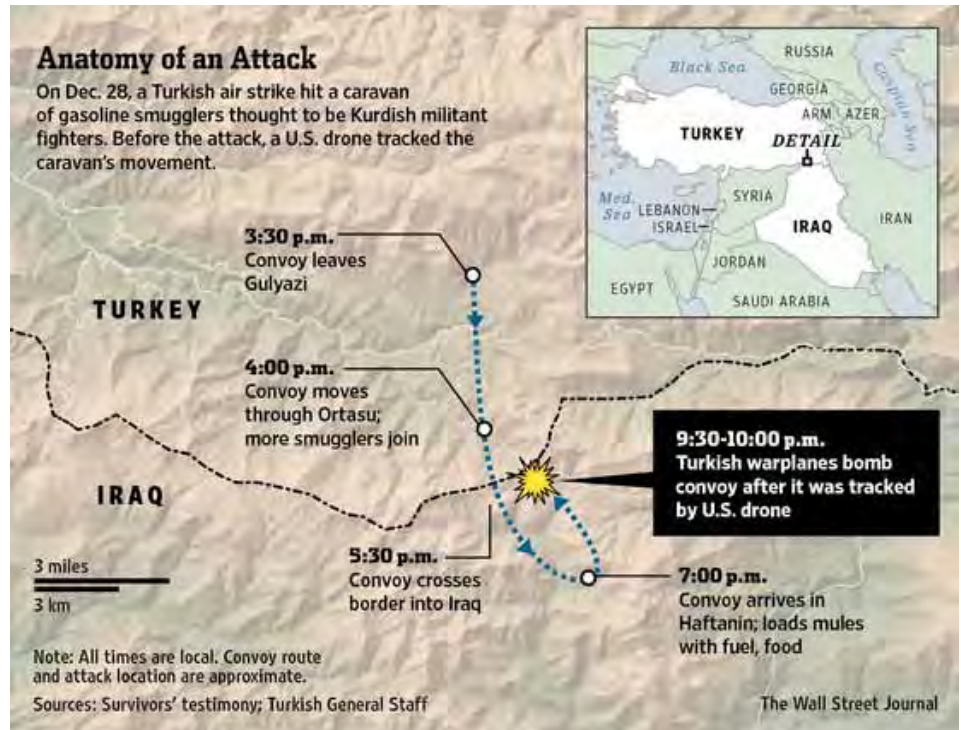 Anatomy of an Attack
On Dec. 28, a Turkish air strike hit a caravan
of gasoline smugglers thought to be Kurdish militant
fighters. Before the attack, a U.S. drone tracked the
caravan's movement.
RUSSIA
Black Sea
Caspian Sea
GEORGIA
ARM.
AZER.
TURKEY
DETAIL
Med.
Sea
SYRIA
LEBANON
ISRAEL
IRAQ
IRAN
JORDAN
EGYPT
SAUDI ARABIA
3:30 p.m.
Convoy leaves
Gulyazi
TURKEY
4:00 p.m.
Convoy moves
through Ortasu;
more smugglers join
9:30-10:00 p.m.
Turkish warplanes bomb
convoy after it was tracked
by U.S. drone
IRAQ
5:30 p.m.
Convoy crosses
border into Iraq
7:00 p.m.
Convoy arrives in
Haftanin; loads mules
with fuel, food
3 miles
3 km
Note: All times are local. Convoy route
and attack location are approximate.
Sources: Survivors' testimony; Turkish General Staff
The Wall Street Journal